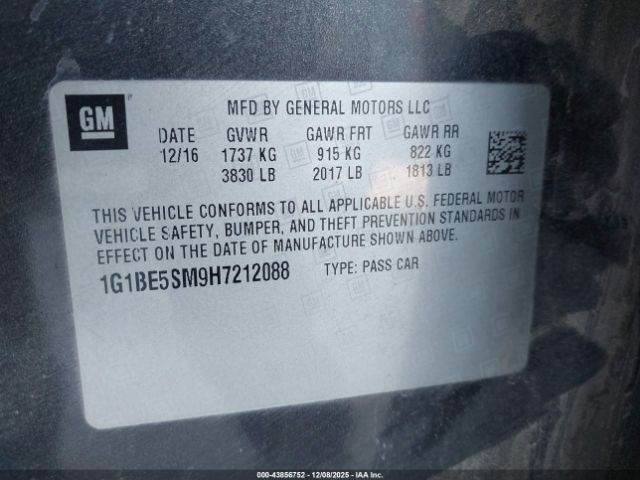 GM
MFD BY GENERAL MOTORS LLC
DATE GVWR GAWR FRT GAWR RR
12/16 1737 KG 915 KG 822 KG
3830 LB 2017 LB 1813 LB
THIS VEHICLE CONFORMS TO ALL APPLICABLE U.S. FEDERAL MOTOR
VEHICLE SAFETY, BUMPER, AND THEFT PREVENTION STANDARDS IN
EFFECT ON THE DATE OF MANUFACTURE SHOWN ABOVE.
1G1BE5SM9H7212088 TYPE: PASS CAR
000-43856752 - 12/08/2025 - IAA Inc.